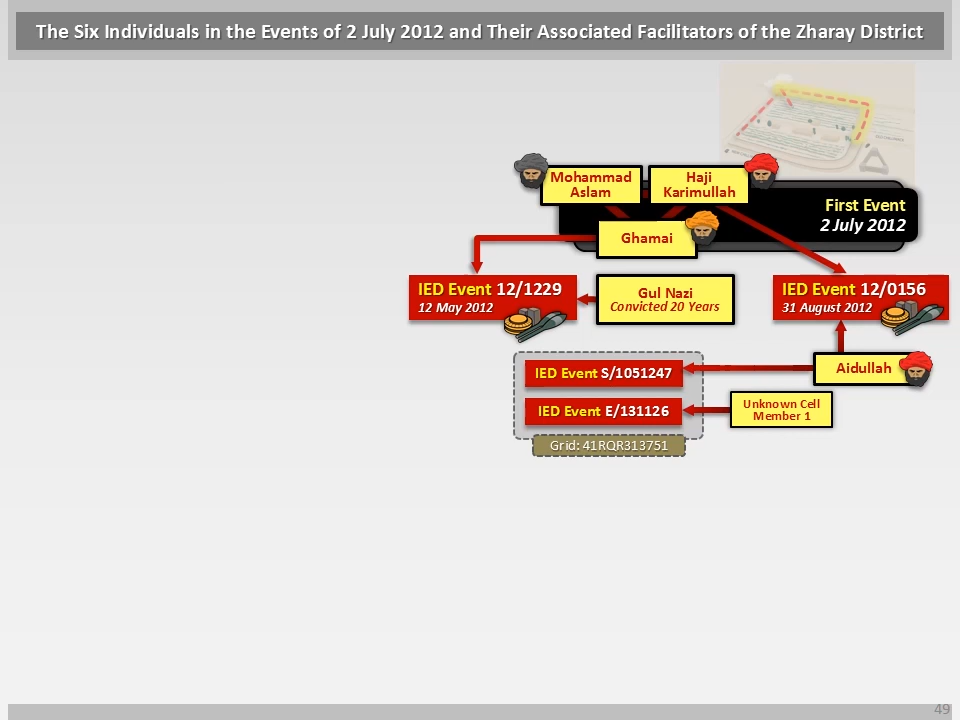 The Six Individuals in the Events of 2 July 2012 and Their Associated Facilitators of the Zharay District
Mohammad
Aslam
Haji
Karimullah
First Event
2 July 2012
Ghamai
IED Event 12/1229
12 May 2012
Gul Nazi
Convicted 20 Years
IED Event 12/0156
31 August 2012
Aidullah
IED Event S/1051247
IED Event E/131126
Unknown Cell
Member 1
Grid: 41RQR313751
49